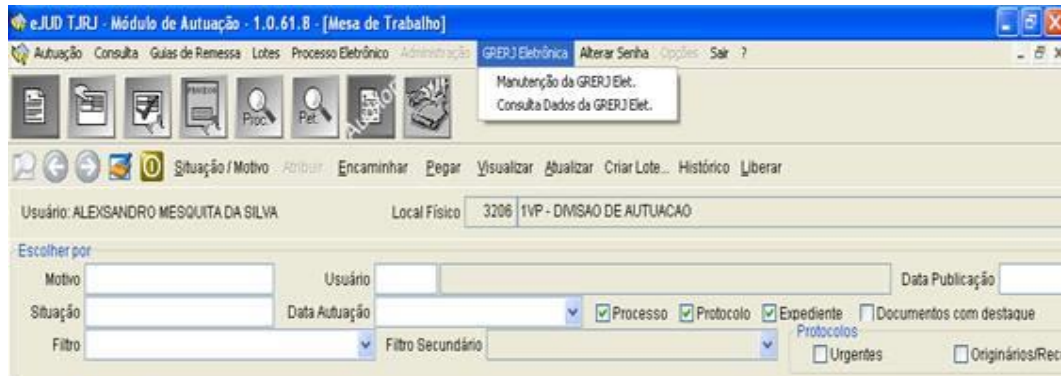 eJUD TJRJ - Módulo de Autuação - 1.0.61.8 - [Mesa de Trabalho]
Autuação Consulta Guias de Remessa Lotes Processo Eletrônico Administração GRERJ Eletrônica Alterar Senha Opções Sair ?
Manutenção da GRERJ Elet.
Consulta Dados da GRERJ Elet.
Proc. Pet.
Situação / Motivo Atribuir Encaminhar Pegar Visualizar Atualizar Criar Lote... Histórico Liberar
Usuário: ALEXSANDRO MESQUITA DA SILVA Local Físico 3206 1VP - DIVISAO DE AUTUACAO
Escolher por
Motivo Usuário Data Publicação
Situação Data Autuação Processo Protocolo Expediente Documentos com destaque
Filtro Filtro Secundário Protocolos
Urgentes Originários/Rec